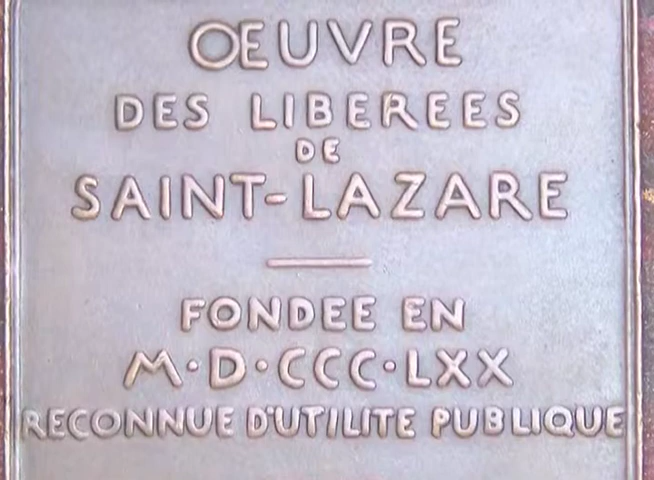 ŒUVRE
DES LIBEREES
DE
SAINT-LAZARE
FONDEE EN
M·D·CCC·LXX
RECONNUE D'UTILITE PUBLIQUE